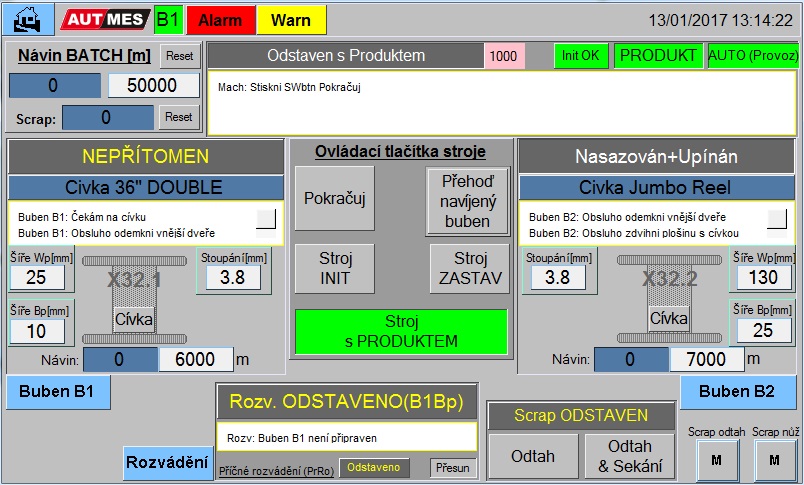 AUTMES B1 Alarm Warn 13/01/2017 13:14:22
Návin BATCH [m] Reset
0 50000
Scrap: 0 Reset
Odstaven s Produktem 1000 Init OK PRODUKT AUTO (Provoz)
Mach: Stiskni SWbtn Pokračuj
NEPŘÍTOMEN
Civka 36" DOUBLE
Buben B1: Čekám na cívku
Buben B1: Obsluho odemkni vnější dveře
Šíře Wp[mm]
25
Stoupání[mm]
3.8
X32.1
Šíře Bp[mm]
10
Cívka
Návin: 0 6000 m
Buben B1
Ovládací tlačítka stroje
Pokračuj
Přehoď
navíjený
buben
Stroj
INIT
Stroj
ZASTAV
Stroj
s PRODUKTEM
Nasazován+Upínán
Civka Jumbo Reel
Buben B2: Obsluho odemkni vnější dveře
Buben B2: Obsluho zdvihni plošinu s cívkou
Stoupání[mm]
3.8
Šíře Wp[mm]
130
X32.2
Šíře Bp[mm]
25
Cívka
Návin: 0 7000 m
Buben B2
Rozvádění
Rozv. ODSTAVENO(B1Bp)
Rozv: Buben B1 není připraven
Příčné rozvádění (PrRo) Odstaveno Přesun
Scrap ODSTAVEN
Odtah
Odtah
& Sekání
Scrap odtah
M
Scrap nůž
M